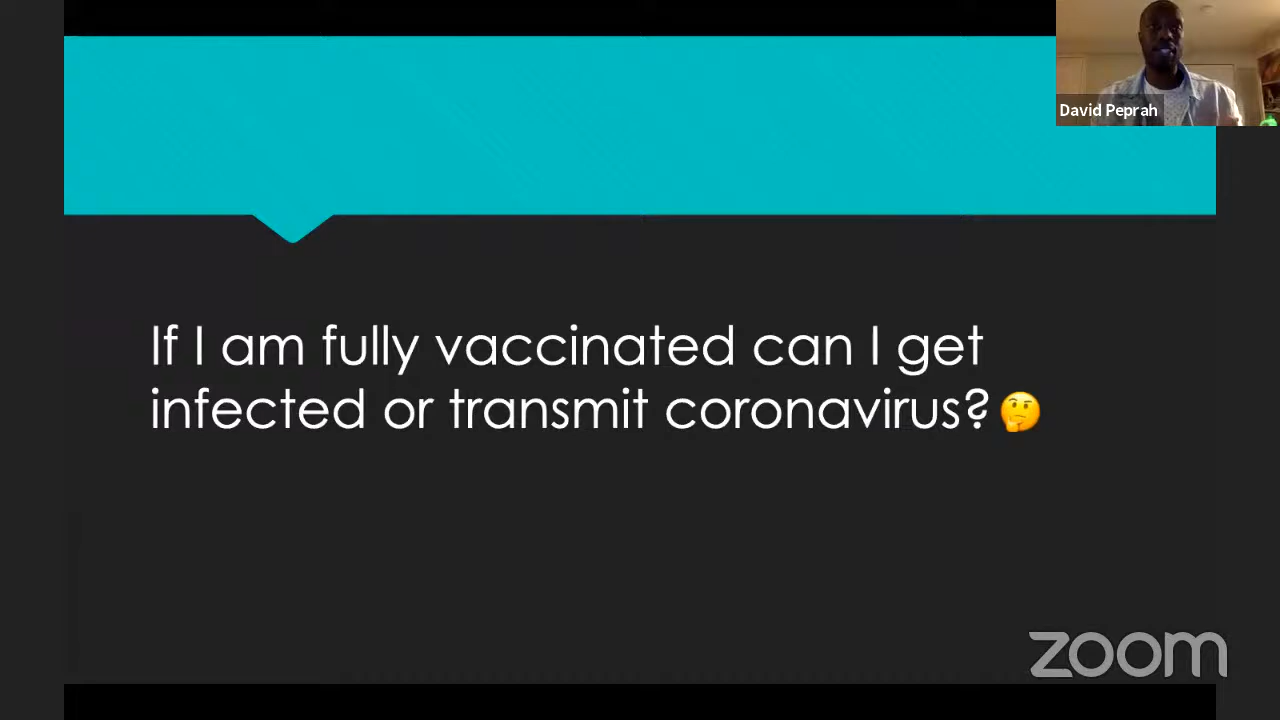 David Peprah
If I am fully vaccinated can I get
infected or transmit coronavirus?🤔
zoom